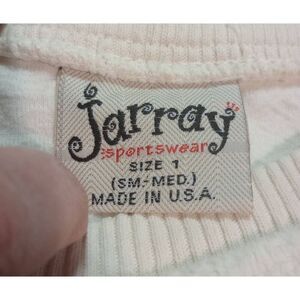 Jarray
sportswear
SIZE 1
(SM-MED.)
MADE IN U.S.A.